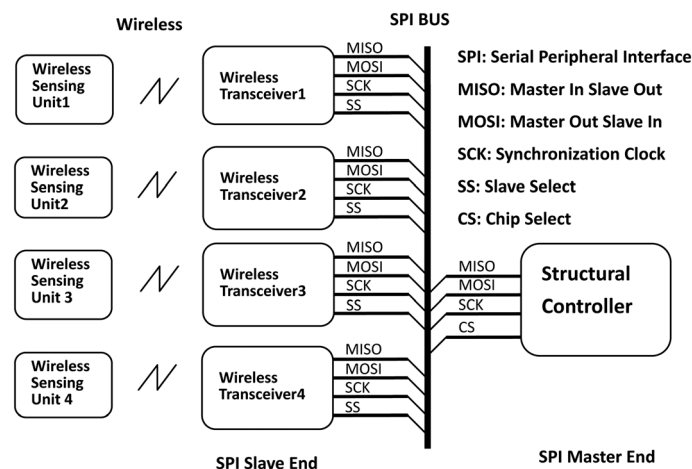 Wireless
SPI BUS
Wireless
Sensing
Unit1
Wireless
Transceiver1
MISO
MOSI
SCK
SS
Wireless
Sensing
Unit2
Wireless
Transceiver2
MISO
MOSI
SCK
SS
Wireless
Sensing
Unit 3
Wireless
Transceiver3
MISO
MOSI
SCK
SS
Wireless
Sensing
Unit 4
Wireless
Transceiver4
MISO
MOSI
SCK
SS
SPI Slave End
SPI: Serial Peripheral Interface
MISO: Master In Slave Out
MOSI: Master Out Slave In
SCK: Synchronization Clock
SS: Slave Select
CS: Chip Select
MISO
MOSI
SCK
CS
Structural
Controller
SPI Master End